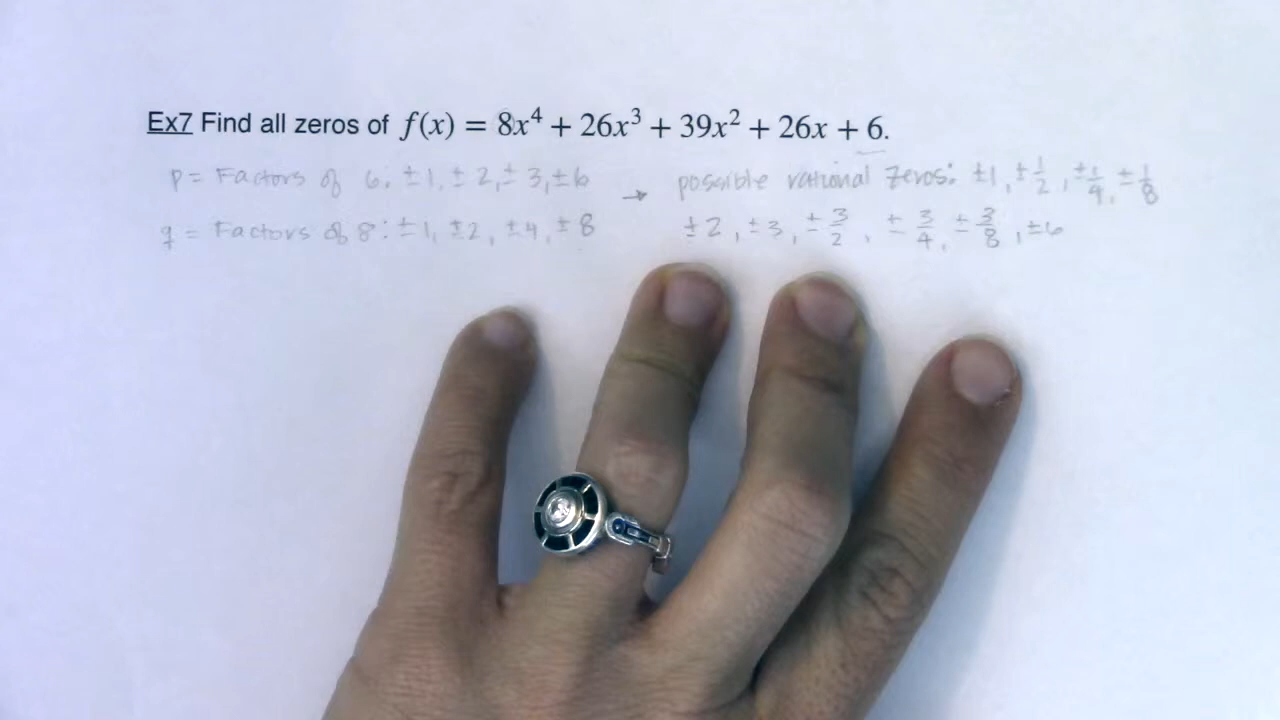 Ex7 Find all zeros of f(x) = 8x⁴ + 26x³ + 39x² + 26x + 6.
p = Factors of 6: ±1, ±2, ±3, ±6 → possible rational zeros: ±1, ±1/2, ±1/4, ±1/8
q = Factors of 8: ±1, ±2, ±4, ±8 ±2, ±3, ±3/2, ±3/4, ±3/8, ±6